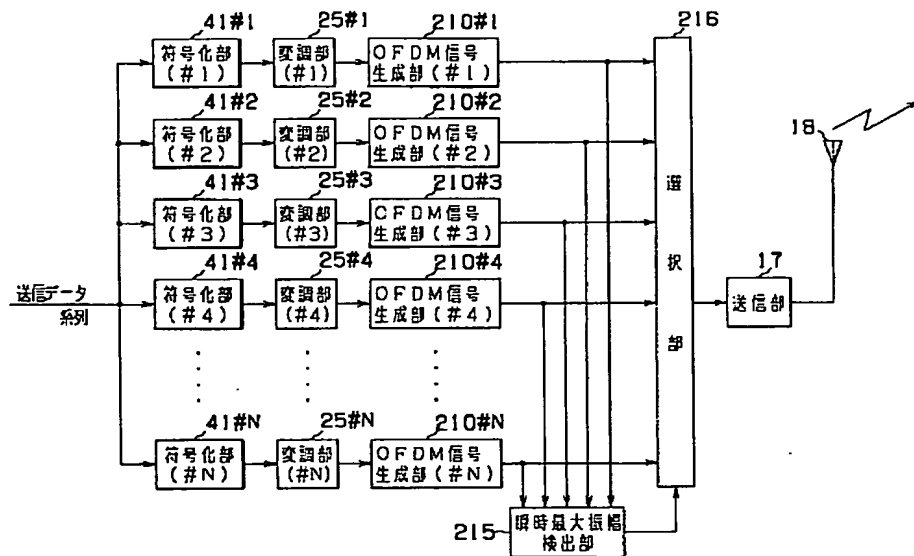 41#1
25#1
210#1
216
符号化部
(#1)
変調部
(#1)
OFDM信号
生成部(#1)
41#2
25#2
210#2
符号化部
(#2)
変調部
(#2)
OFDM信号
生成部(#2)
18
41#3
25#3
210#3
符号化部
(#3)
変調部
(#3)
OFDM信号
生成部(#3)
選択部
41#4
25#4
210#4
17
送信データ
系列
符号化部
(#4)
変調部
(#4)
OFDM信号
生成部(#4)
送信部
41#N
25#N
210#N
符号化部
(#N)
変調部
(#N)
OFDM信号
生成部(#N)
215
瞬時最大振幅
検出部